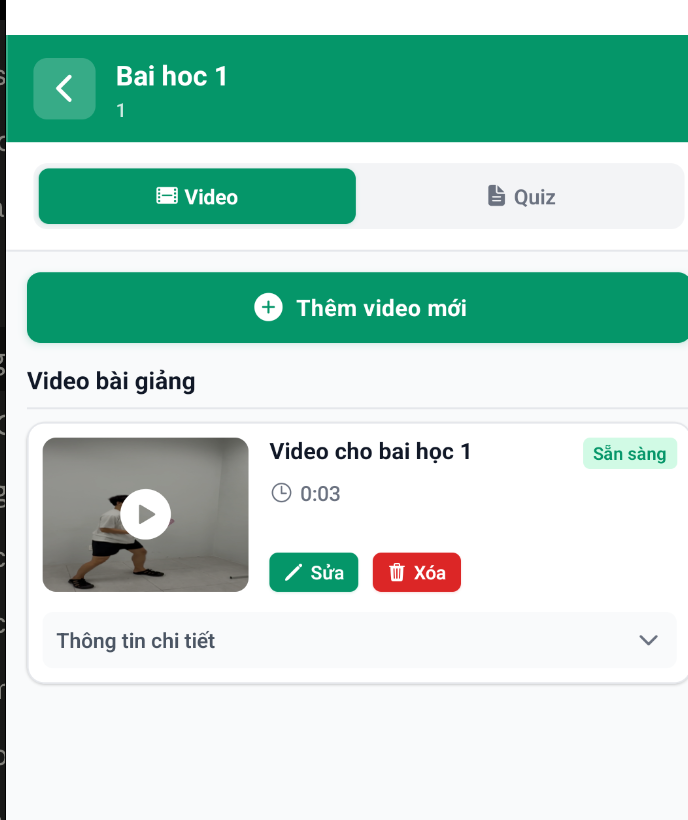 Bai hoc 1
1
Video
Quiz
Thêm video mới
Video bài giảng
Video cho bai học 1
Sẵn sàng
0:03
Sửa
Xóa
Thông tin chi tiết